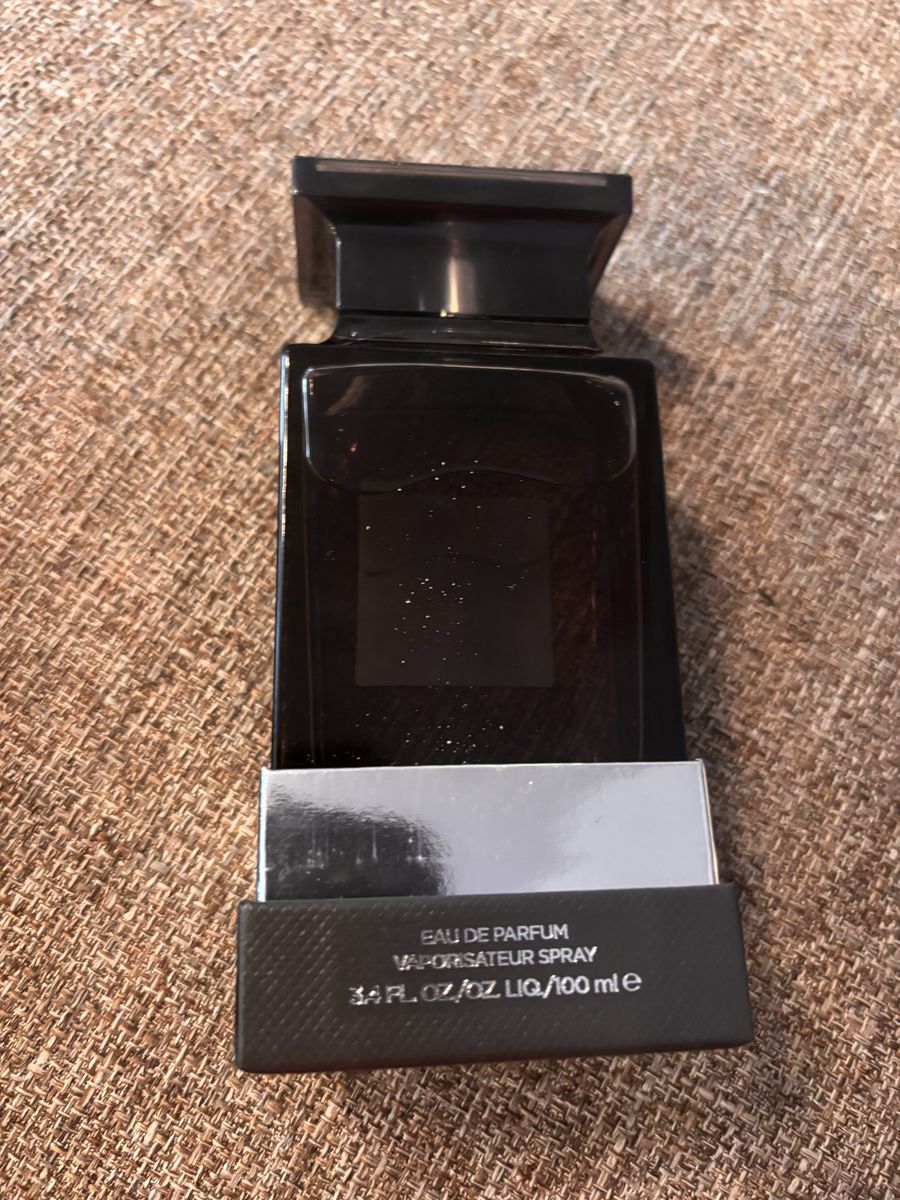 EAU DE PARFUM
VAPORISATEUR SPRAY
3.4 FL. OZ./OZ. LIQ./100 ml ℮